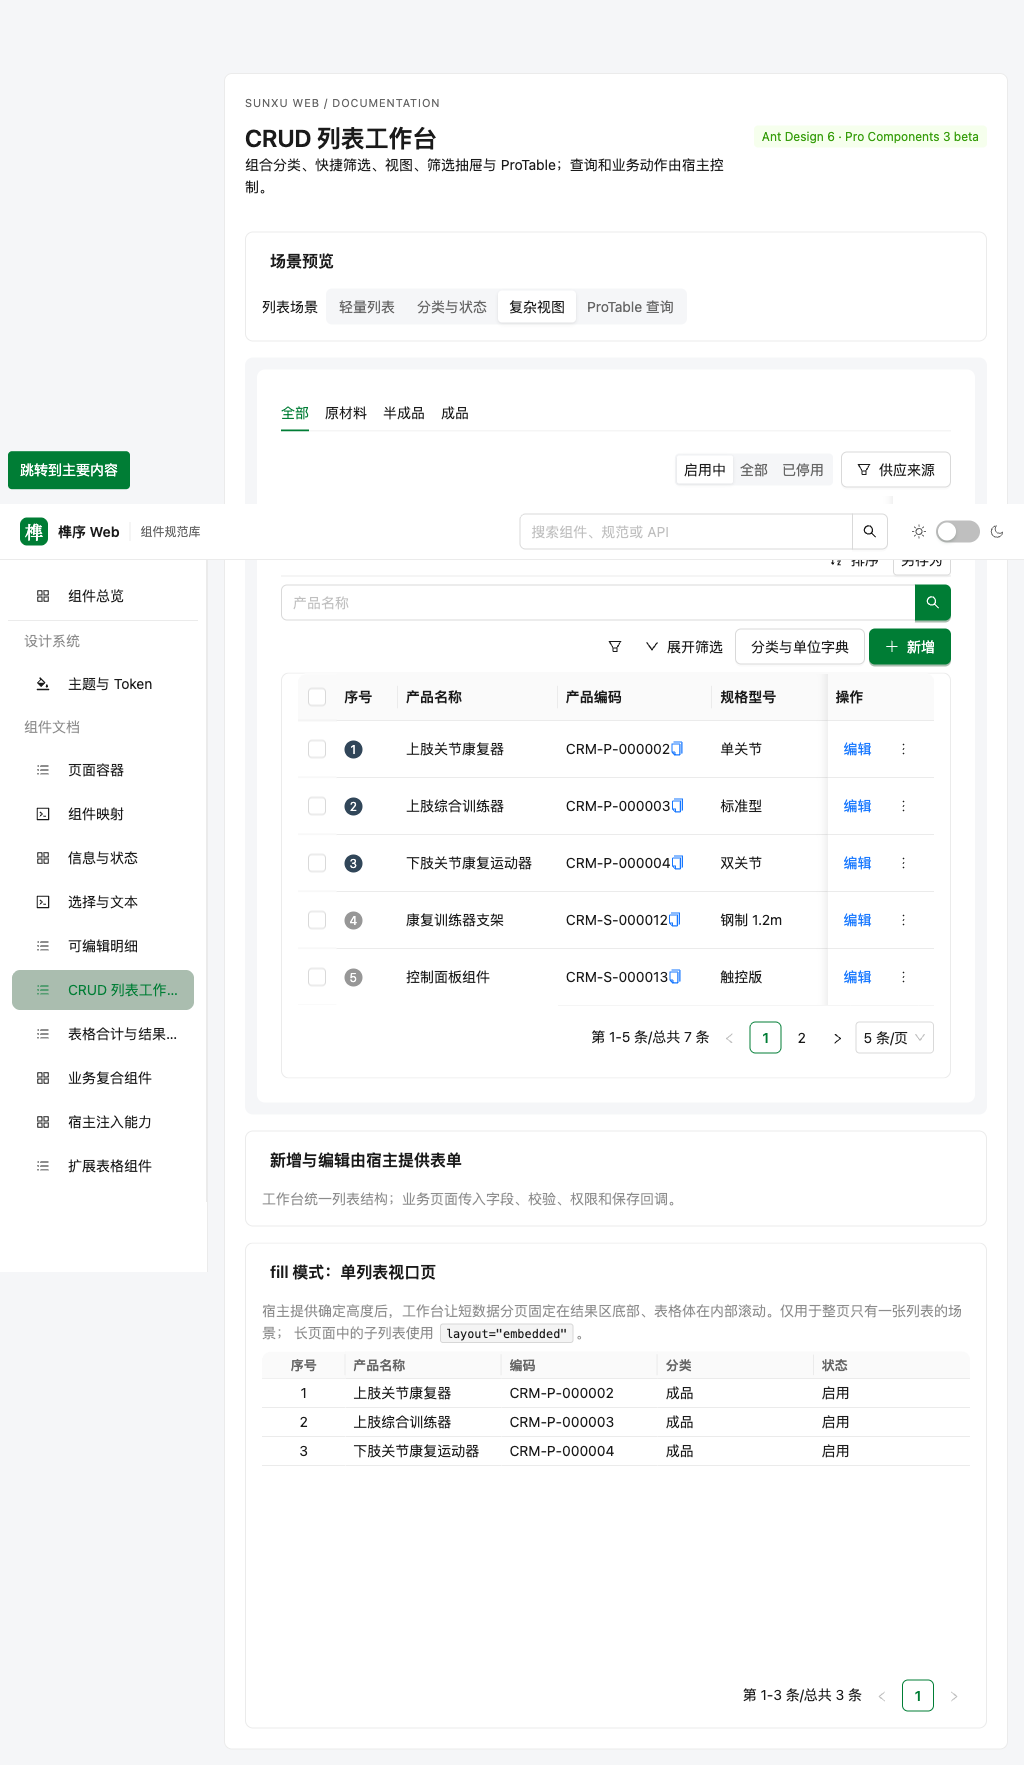 SUNXU WEB / DOCUMENTATION
CRUD 列表工作台
Ant Design 6 · Pro Components 3 beta
组合分类、快捷筛选、视图、筛选抽屉与 ProTable；查询和业务动作由宿主控
制。
场景预览
列表场景 轻量列表 分类与状态 复杂视图 ProTable 查询
全部 原材料 半成品 成品
跳转到主要内容
启用中 全部 已停用 供应来源
榫 榫序 Web 组件规范库 搜索组件、规范或 API
排序 另存为
产品名称
展开筛选 分类与单位字典 新增
序号 产品名称 产品编码 规格型号 操作
1 上肢关节康复器 CRM-P-000002 单关节 编辑
2 上肢综合训练器 CRM-P-000003 标准型 编辑
3 下肢关节康复运动器 CRM-P-000004 双关节 编辑
4 康复训练器支架 CRM-S-000012 钢制 1.2m 编辑
5 控制面板组件 CRM-S-000013 触控版 编辑
第 1-5 条/总共 7 条 1 2 5 条/页
组件总览
设计系统
主题与 Token
组件文档
页面容器
组件映射
信息与状态
选择与文本
可编辑明细
CRUD 列表工作...
表格合计与结果...
业务复合组件
宿主注入能力
扩展表格组件
新增与编辑由宿主提供表单
工作台统一列表结构；业务页面传入字段、校验、权限和保存回调。
fill 模式：单列表视口页
宿主提供确定高度后，工作台让短数据分页固定在结果区底部、表格体在内部滚动。仅用于整页只有一张列表的场
景； 长页面中的子列表使用 layout="embedded" 。
序号 产品名称 编码 分类 状态
1 上肢关节康复器 CRM-P-000002 成品 启用
2 上肢综合训练器 CRM-P-000003 成品 启用
3 下肢关节康复运动器 CRM-P-000004 成品 启用
第 1-3 条/总共 3 条 1